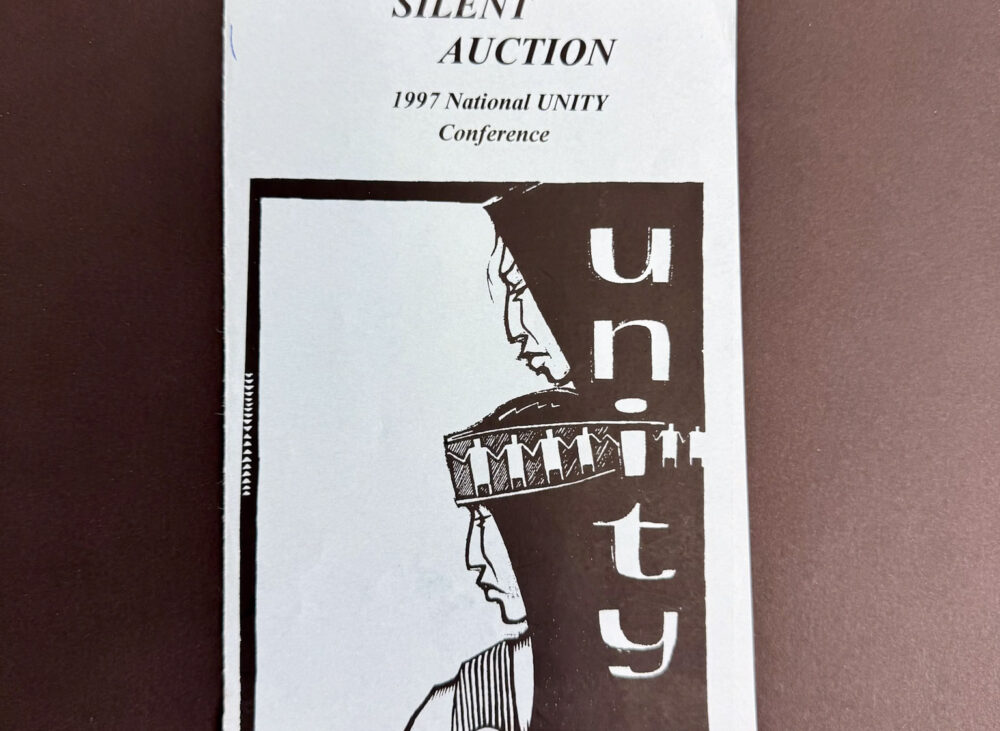 SILENT
AUCTION
1997 National UNITY
Conference
unity